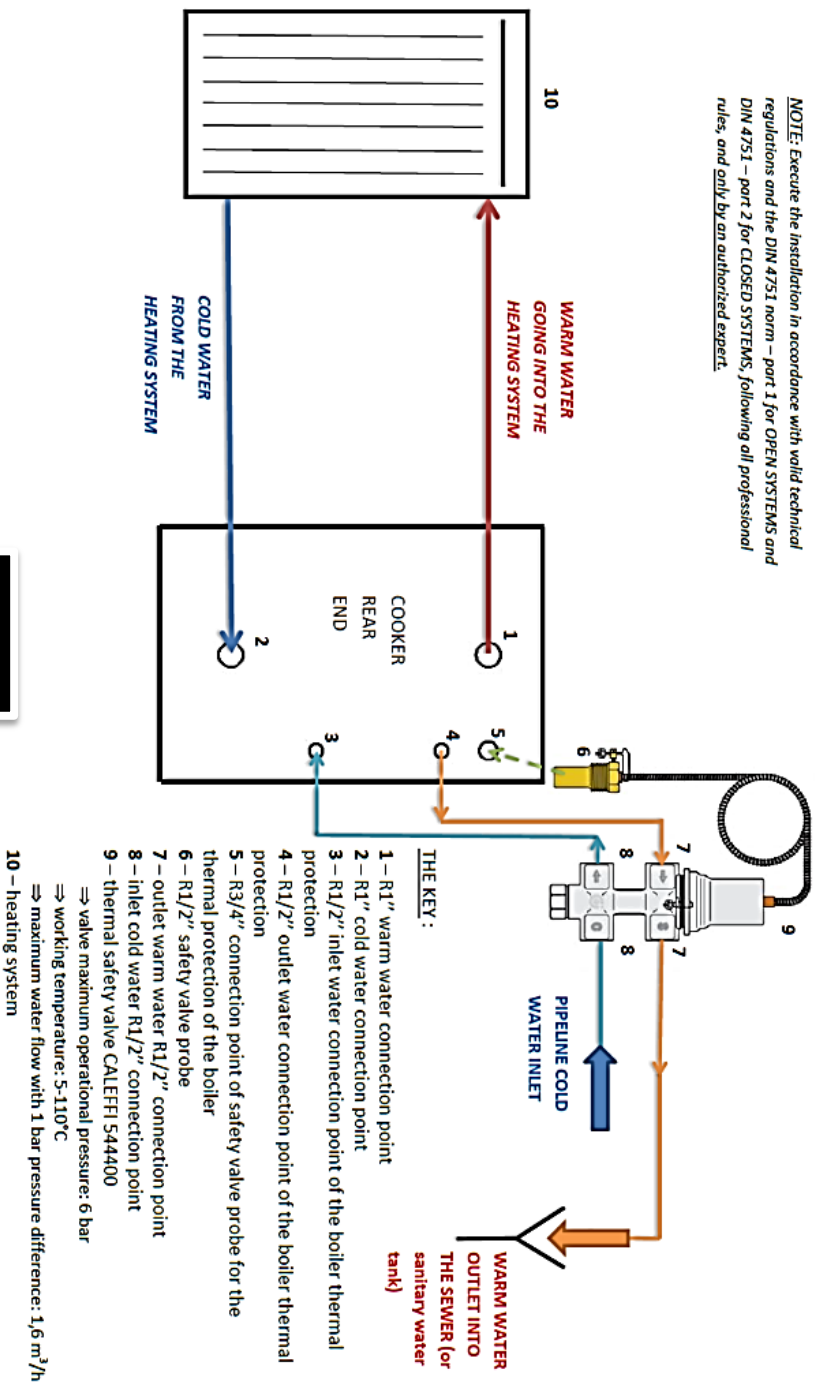 NOTE: Execute the installation in accordance with valid technical
regulations and the DIN 4751 norm – part 1 for OPEN SYSTEMS and
DIN 4751 – part 2 for CLOSED SYSTEMS, following all professional
rules, and only by an authorized expert.
10
WARM WATER
GOING INTO THE
HEATING SYSTEM
COLD WATER
FROM THE
HEATING SYSTEM
COOKER
REAR
END
1
2
5
4
3
6
7
8
9
7
8
PIPELINE COLD
WATER INLET
WARM WATER
OUTLET INTO
THE SEWER (or
sanitary water
tank)
THE KEY :
1 – R1” warm water connection point
2 – R1” cold water connection point
3 – R1/2” inlet water connection point of the boiler thermal
protection
4 – R1/2” outlet water connection point of the boiler thermal
protection
5 – R3/4” connection point of safety valve probe for the
thermal protection of the boiler
6 – R1/2” safety valve probe
7 – outlet warm water R1/2” connection point
8 – inlet cold water R1/2” connection point
9 – thermal safety valve CALEFFI 544400
⇒ valve maximum operational pressure: 6 bar
⇒ working temperature: 5-110°C
⇒ maximum water flow with 1 bar pressure difference: 1,6 m³/h
10 – heating system